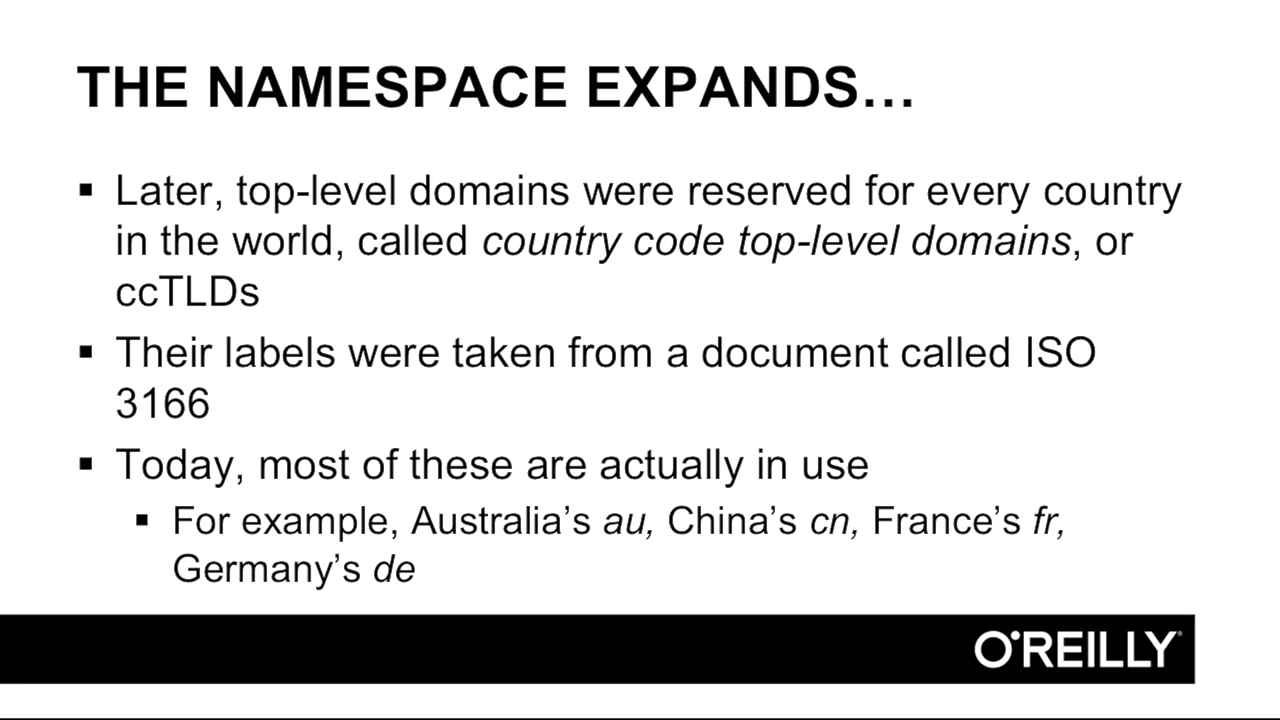 THE NAMESPACE EXPANDS…
▪ Later, top-level domains were reserved for every country
in the world, called country code top-level domains, or
ccTLDs
▪ Their labels were taken from a document called ISO
3166
▪ Today, most of these are actually in use
▪ For example, Australia’s au, China’s cn, France’s fr,
Germany’s de
O'REILLY®